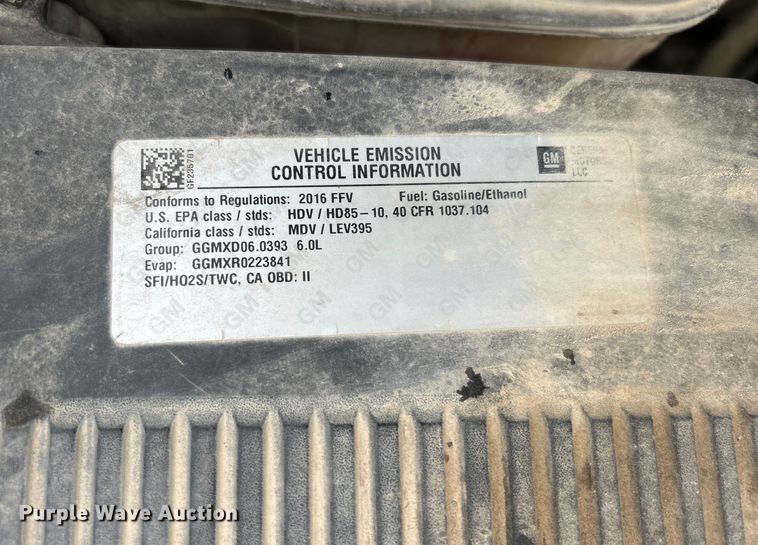 VEHICLE EMISSION
CONTROL INFORMATION
GF235701
GM
GENERAL
MOTORS
LLC
Conforms to Regulations: 2016 FFV Fuel: Gasoline/Ethanol
U.S. EPA class / stds: HDV / HD85-10, 40 CFR 1037.104
California class / stds: MDV / LEV395
Group: GGMXD06.0393 6.0L
Evap: GGMXR0223841
SFI/HO2S/TWC, CA OBD: II
Purple Wave Auction